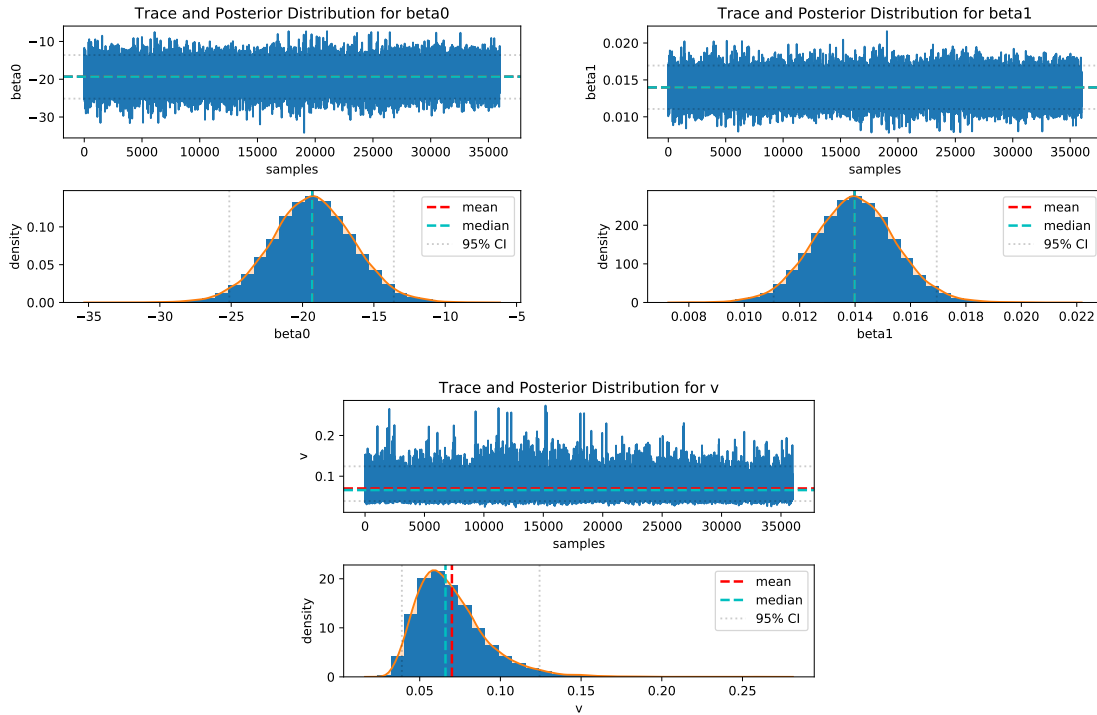 Trace and Posterior Distribution for beta0
−10
−20
−30
beta0
0 5000 10000 15000 20000 25000 30000 35000
samples
0.10
0.05
0.00
density
mean
median
95% CI
−35 −30 −25 −20 −15 −10 −5
beta0
Trace and Posterior Distribution for beta1
0.020
0.015
0.010
beta1
0 5000 10000 15000 20000 25000 30000 35000
samples
200
100
0
density
mean
median
95% CI
0.008 0.010 0.012 0.014 0.016 0.018 0.020 0.022
beta1
Trace and Posterior Distribution for v
0.2
0.1
v
0 5000 10000 15000 20000 25000 30000 35000
samples
20
10
0
density
mean
median
95% CI
0.05 0.10 0.15 0.20 0.25
v